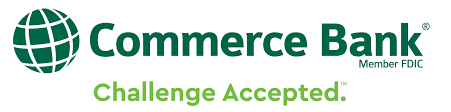 Commerce Bank®
Member FDIC
Challenge Accepted.™